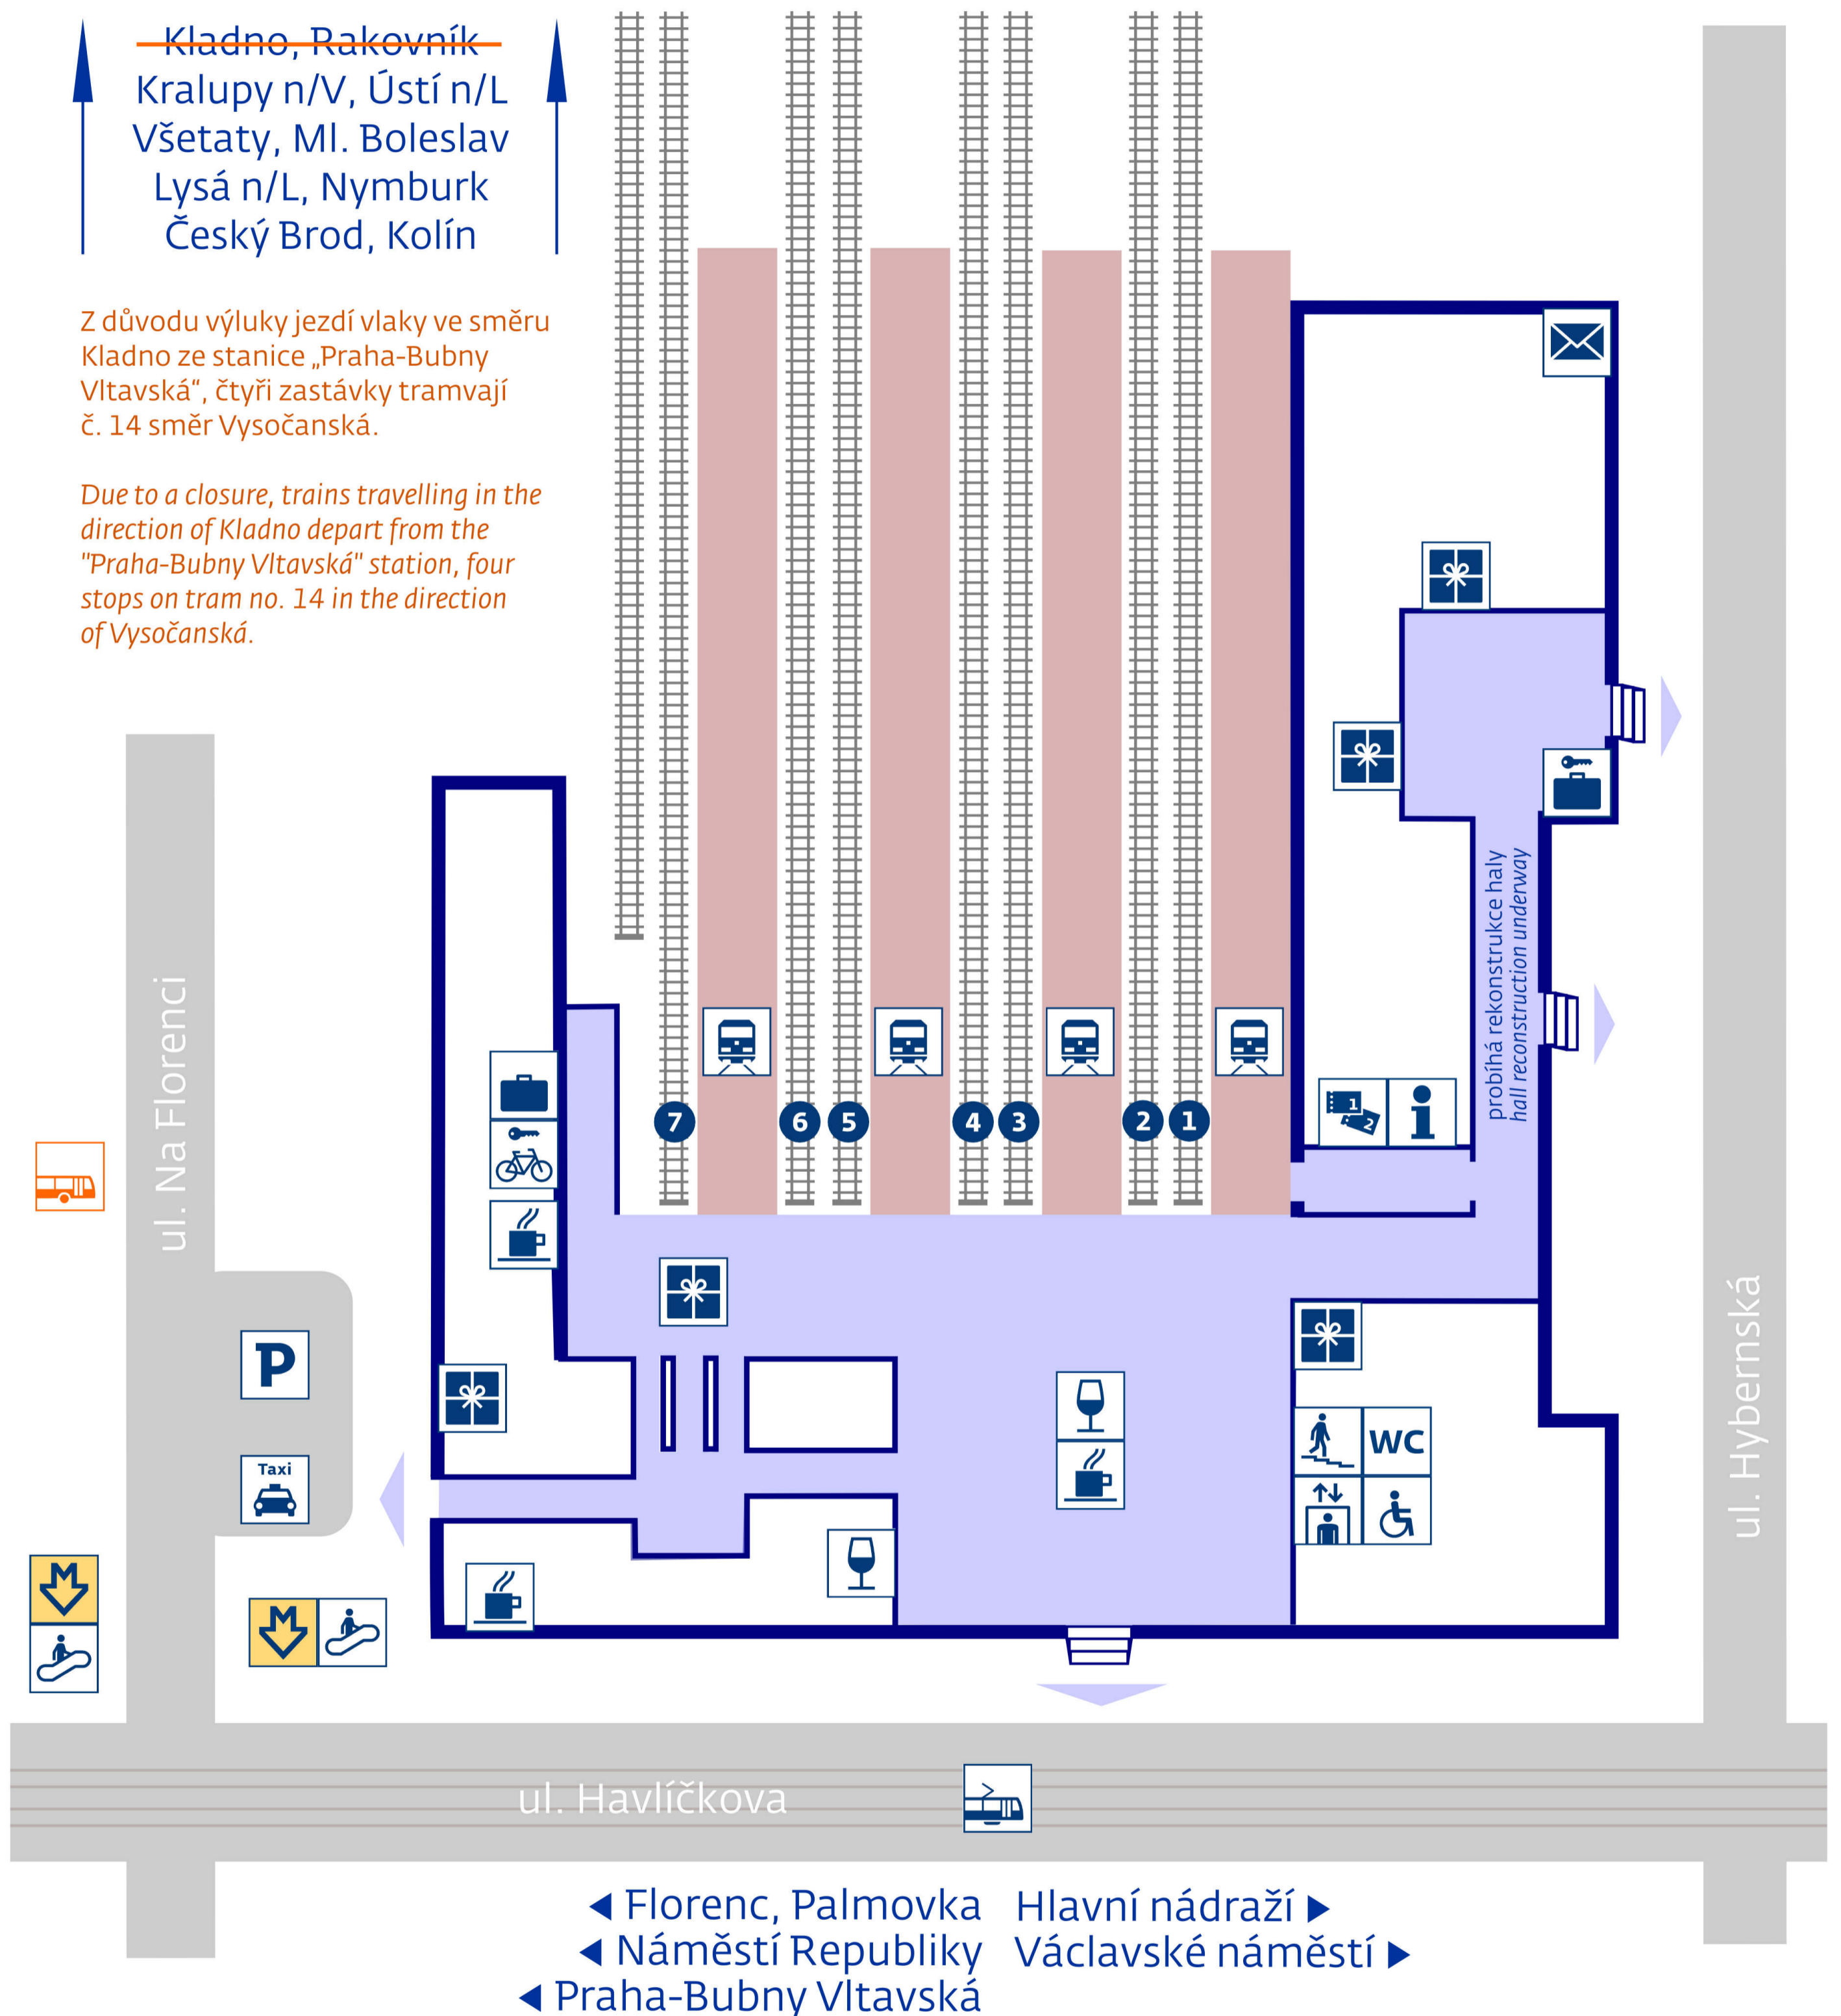 Kladno, Rakovník
Kralupy n/V, Ústí n/L
Všetaty, Ml. Boleslav
Lysá n/L, Nymburk
Český Brod, Kolín
Z důvodu výluky jezdí vlaky ve směru
Kladno ze stanice „Praha-Bubny
Vltavská“, čtyři zastávky tramvají
č. 14 směr Vysočanská.
Due to a closure, trains travelling in the
direction of Kladno depart from the
"Praha-Bubny Vltavská" station, four
stops on tram no. 14 in the direction
of Vysočanská.
probíhá rekonstrukce haly
hall reconstruction underway
ul. Na Florenci
7
6
5
4
3
2
1
1
2
i
P
Taxi
WC
M
M
ul. Hybernská
ul. Havlíčkova
Florenc, Palmovka
Hlavní nádraží
Náměstí Republiky
Václavské náměstí
Praha-Bubny Vltavská